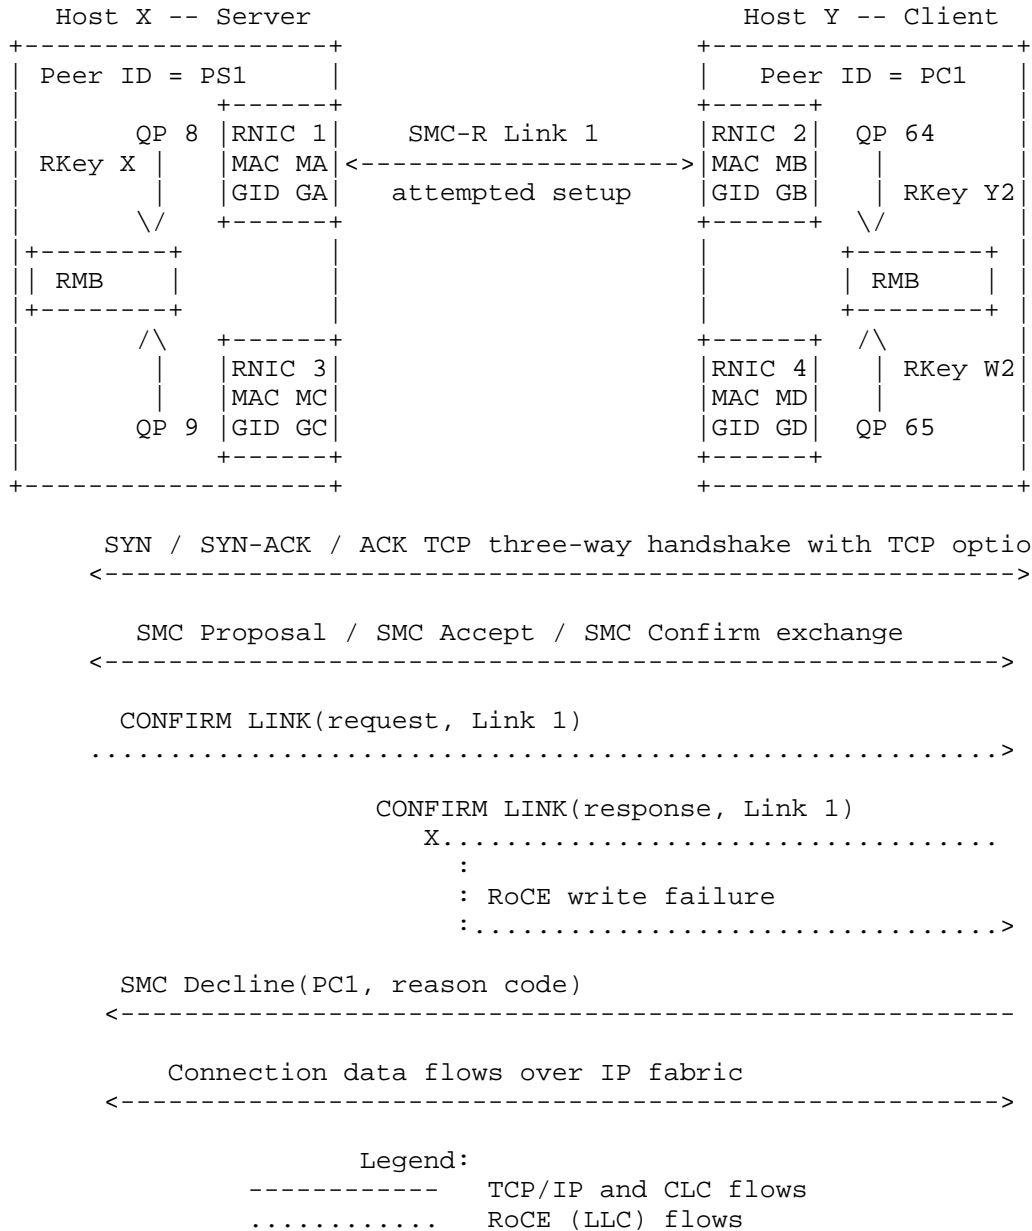 Host X -- Server Host Y -- Client
Peer ID = PS1 Peer ID = PC1
QP 8 RNIC 1 SMC-R Link 1 RNIC 2 QP 64
RKey X MAC MA MAC MB
GID GA attempted setup GID GB RKey Y2
RMB RMB
RNIC 3 RNIC 4 RKey W2
MAC MC MAC MD
QP 9 GID GC GID GD QP 65
SYN / SYN-ACK / ACK TCP three-way handshake with TCP optio
SMC Proposal / SMC Accept / SMC Confirm exchange
CONFIRM LINK(request, Link 1)
CONFIRM LINK(response, Link 1)
X
: RoCE write failure
SMC Decline(PC1, reason code)
Connection data flows over IP fabric
Legend:
------------ TCP/IP and CLC flows
............ RoCE (LLC) flows